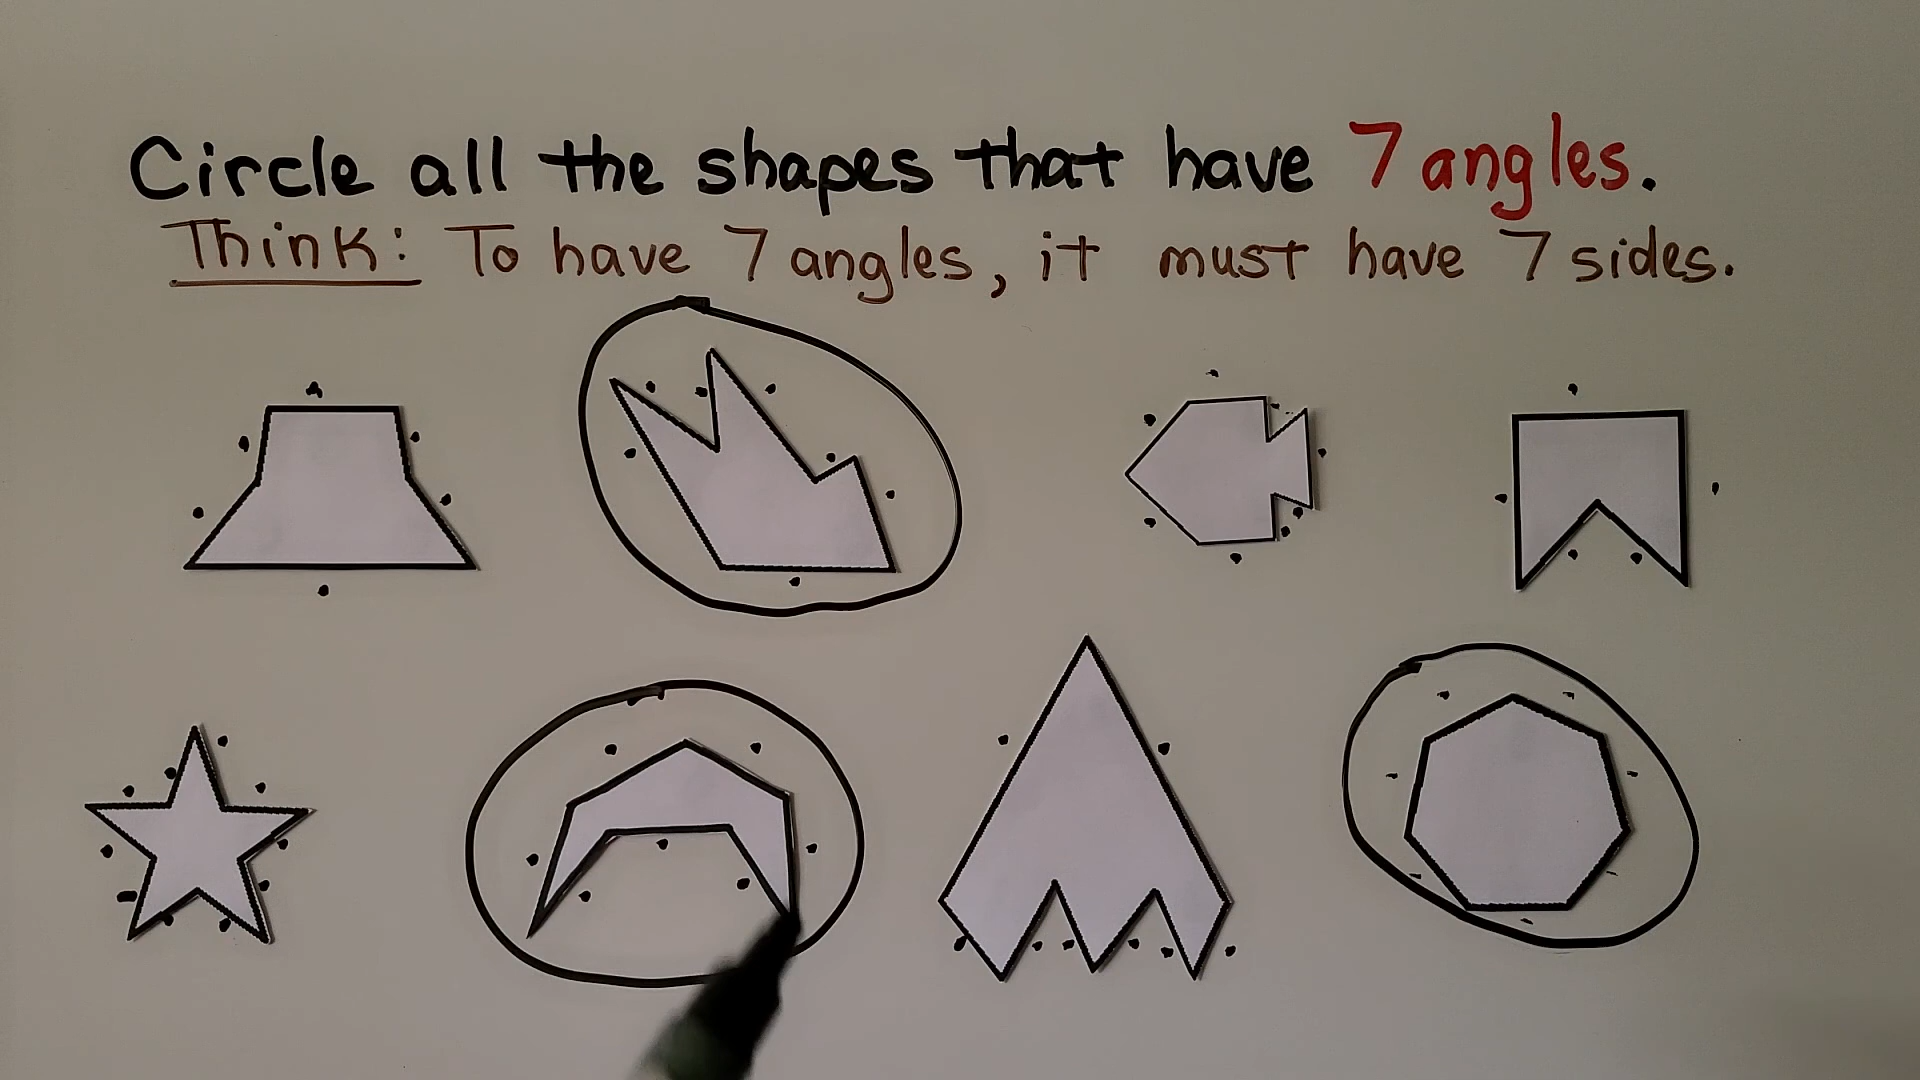 Circle all the shapes that have 7 angles.
Think: To have 7 angles, it must have 7 sides.